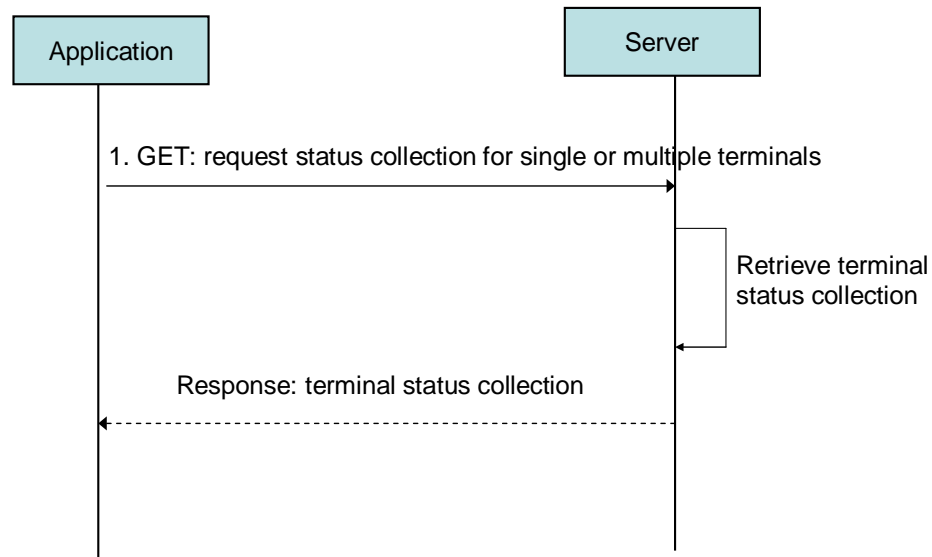 Application
Server
1. GET: request status collection for single or multiple terminals
Retrieve terminal
status collection
Response: terminal status collection